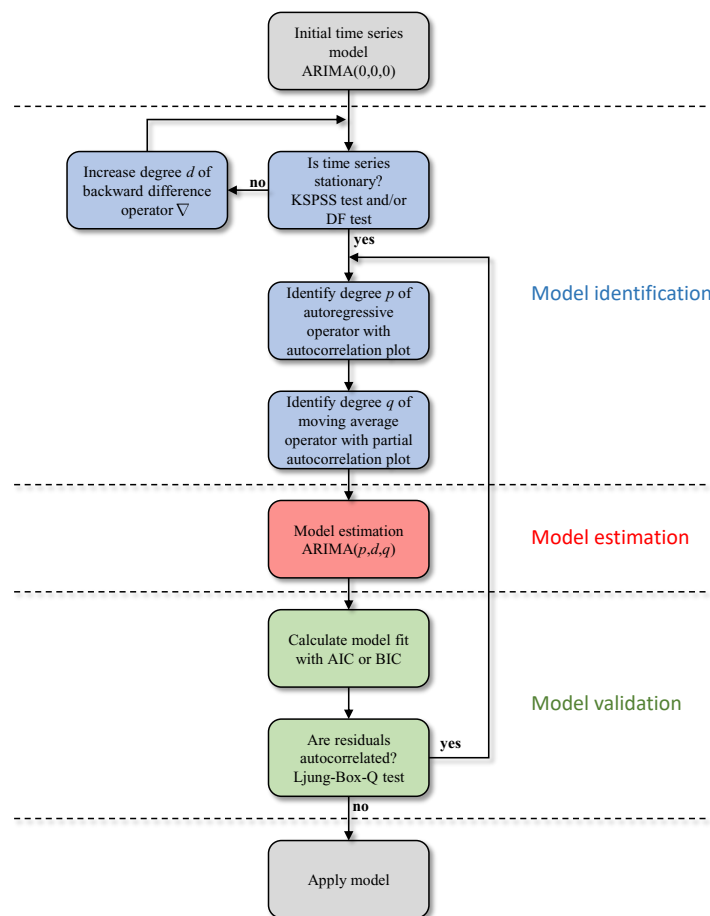 Initial time series
model
ARIMA(0,0,0)
Increase degree d of
backward difference
operator ∇
no
Is time series
stationary?
KSPSS test and/or
DF test
yes
Model identification
Identify degree p of
autoregressive
operator with
autocorrelation plot
Identify degree q of
moving average
operator with partial
autocorrelation plot
Model estimation
ARIMA(p,d,q)
Model estimation
Calculate model fit
with AIC or BIC
Model validation
Are residuals
autocorrelated?
Ljung-Box-Q test
yes
no
Apply model